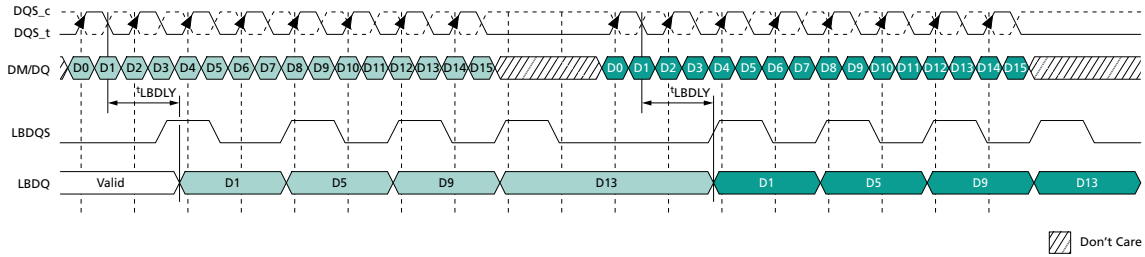 DQS_c
DQS_t
DM/DQ D0 D1 D2 D3 D4 D5 D6 D7 D8 D9 D10 D11 D12 D13 D14 D15 D0 D1 D2 D3 D4 D5 D6 D7 D8 D9 D10 D11 D12 D13 D14 D15
tLBDLY tLBDLY
LBDQS
LBDQ Valid D1 D5 D9 D13 D1 D5 D9 D13
Don't Care